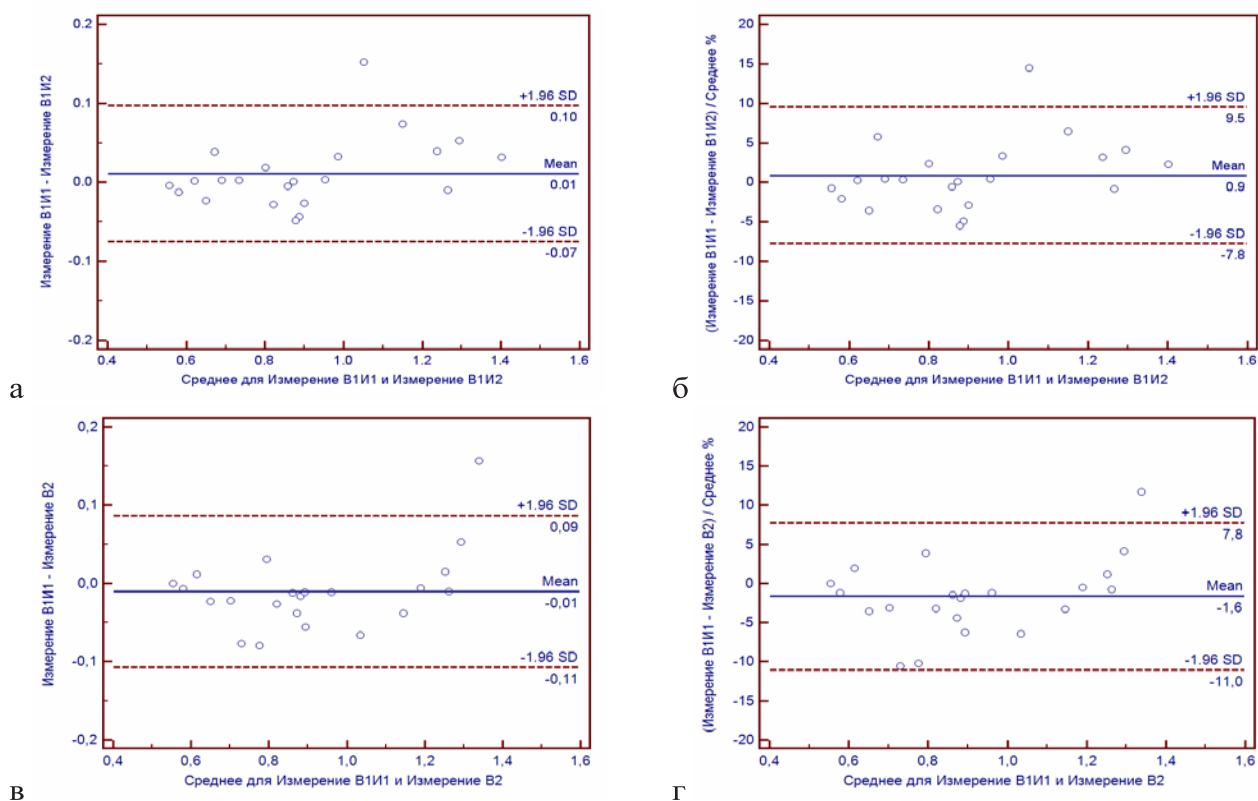 Измерение В1И1 - Измерение В1И2
0.2
0.1
0.0
-0.1
-0.2
+1.96 SD
0.10
Mean
0.01
-1.96 SD
-0.07
0.4
0.6
0.8
1.0
1.2
1.4
1.6
Среднее для Измерение В1И1 и Измерение В1И2
а
(Измерение В1И1 - Измерение В1И2) / Среднее %
20
15
10
5
0
-5
-10
-15
-20
+1.96 SD
9.5
Mean
0.9
-1.96 SD
-7.8
0.4
0.6
0.8
1.0
1.2
1.4
1.6
Среднее для Измерение В1И1 и Измерение В1И2
б
Измерение В1И1 - Измерение В2
0,2
0,1
0,0
-0,1
-0,2
+1.96 SD
0,09
Mean
-0,01
-1.96 SD
-0,11
0,4
0,6
0,8
1,0
1,2
1,4
1,6
Среднее для Измерение В1И1 и Измерение В2
в
(Измерение В1И1 - Измерение В2) / Среднее %
20
15
10
5
0
-5
-10
-15
-20
+1.96 SD
7,8
Mean
-1,6
-1.96 SD
-11,0
0,4
0,6
0,8
1,0
1,2
1,4
1,6
Среднее для Измерение В1И1 и Измерение В2
г